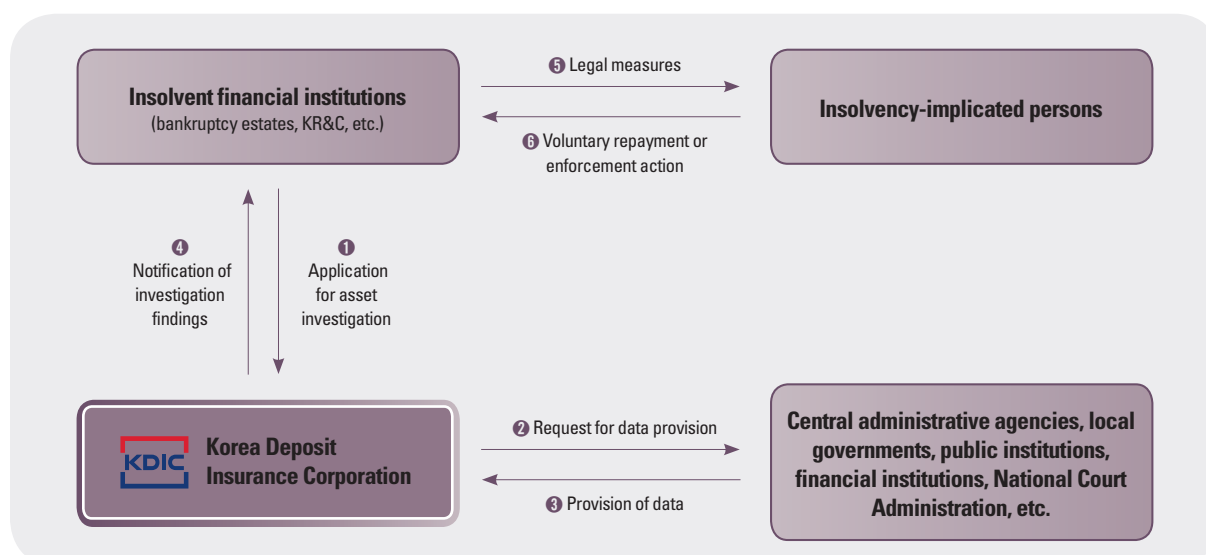 Insolvent financial institutions
(bankruptcy estates, KR&C, etc.)
❺ Legal measures
❻ Voluntary repayment or
enforcement action
Insolvency-implicated persons
❹
Notification of
investigation
findings
❶
Application
for asset
investigation
KDIC
Korea Deposit
Insurance Corporation
❷ Request for data provision
❸ Provision of data
Central administrative agencies, local
governments, public institutions,
financial institutions, National Court
Administration, etc.